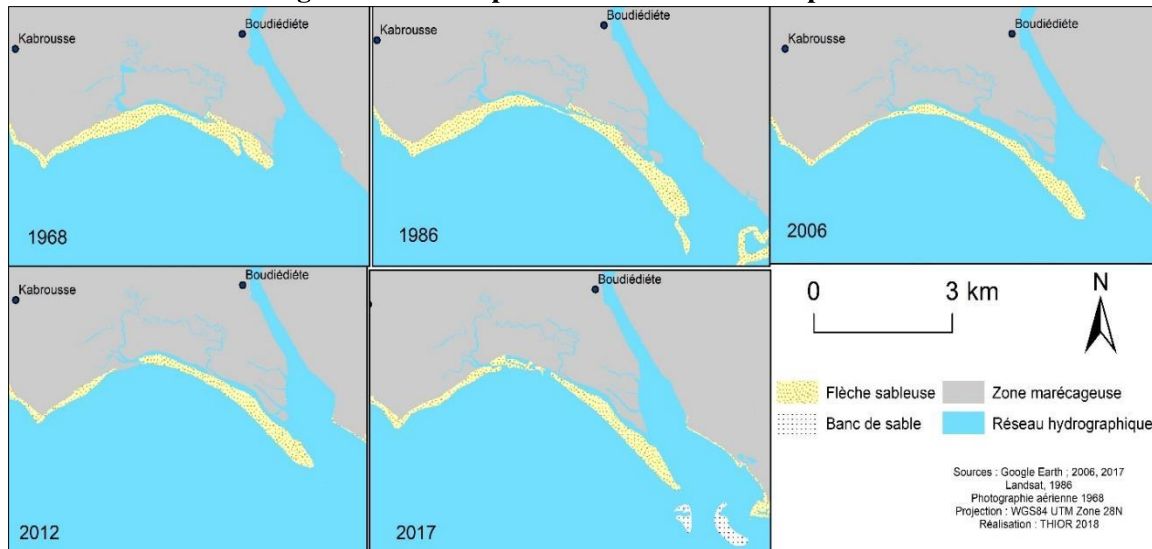 Kabrousse
Boudiédiéte
1968
Kabrousse
Boudiédiéte
1986
Kabrousse
Boudiédiéte
2006
Kabrousse
Boudiédiéte
2012
Boudiédiéte
2017
0 3 km
N
Flèche sableuse
Zone marécageuse
Banc de sable
Réseau hydrographique
Sources : Google Earth ; 2006, 2017
Landsat, 1986
Photographie aérienne 1968
Projection : WGS84 UTM Zone 28N
Réalisation : THIOR 2018